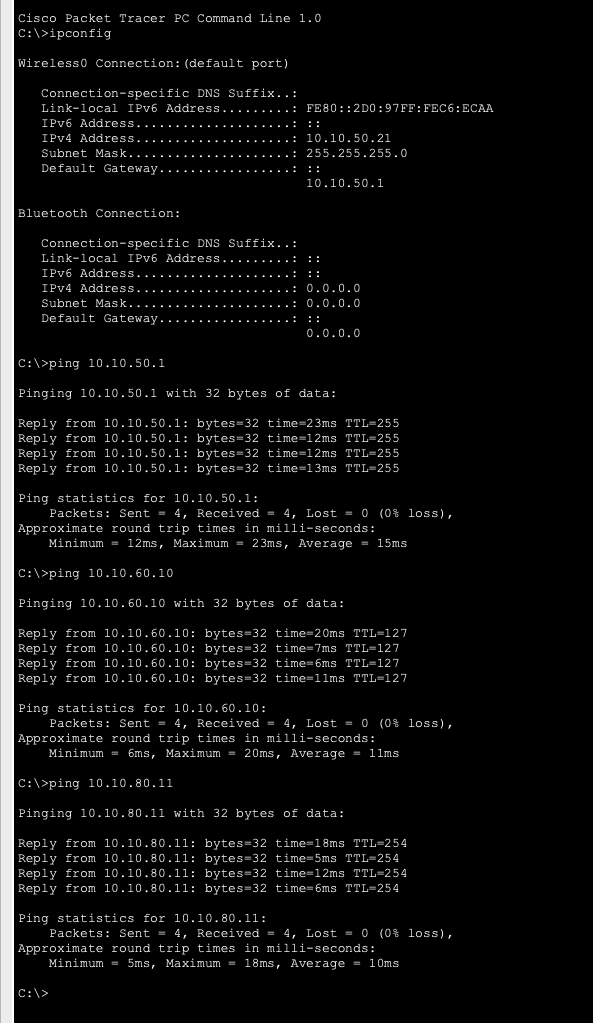 Cisco Packet Tracer PC Command Line 1.0
C:\>ipconfig
Wireless0 Connection:(default port)
Connection-specific DNS Suffix..:
Link-local IPv6 Address.........: FE80::2D0:97FF:FEC6:ECAA
IPv6 Address....................: ::
IPv4 Address....................: 10.10.50.21
Subnet Mask.....................: 255.255.255.0
Default Gateway.................: ::
10.10.50.1
Bluetooth Connection:
Connection-specific DNS Suffix..:
Link-local IPv6 Address.........: ::
IPv6 Address....................: ::
IPv4 Address....................: 0.0.0.0
Subnet Mask.....................: 0.0.0.0
Default Gateway.................: ::
0.0.0.0
C:\>ping 10.10.50.1
Pinging 10.10.50.1 with 32 bytes of data:
Reply from 10.10.50.1: bytes=32 time=23ms TTL=255
Reply from 10.10.50.1: bytes=32 time=12ms TTL=255
Reply from 10.10.50.1: bytes=32 time=12ms TTL=255
Reply from 10.10.50.1: bytes=32 time=13ms TTL=255
Ping statistics for 10.10.50.1:
Packets: Sent = 4, Received = 4, Lost = 0 (0% loss),
Approximate round trip times in milli-seconds:
Minimum = 12ms, Maximum = 23ms, Average = 15ms
C:\>ping 10.10.60.10
Pinging 10.10.60.10 with 32 bytes of data:
Reply from 10.10.60.10: bytes=32 time=20ms TTL=127
Reply from 10.10.60.10: bytes=32 time=7ms TTL=127
Reply from 10.10.60.10: bytes=32 time=6ms TTL=127
Reply from 10.10.60.10: bytes=32 time=11ms TTL=127
Ping statistics for 10.10.60.10:
Packets: Sent = 4, Received = 4, Lost = 0 (0% loss),
Approximate round trip times in milli-seconds:
Minimum = 6ms, Maximum = 20ms, Average = 11ms
C:\>ping 10.10.80.11
Pinging 10.10.80.11 with 32 bytes of data:
Reply from 10.10.80.11: bytes=32 time=18ms TTL=254
Reply from 10.10.80.11: bytes=32 time=5ms TTL=254
Reply from 10.10.80.11: bytes=32 time=12ms TTL=254
Reply from 10.10.80.11: bytes=32 time=6ms TTL=254
Ping statistics for 10.10.80.11:
Packets: Sent = 4, Received = 4, Lost = 0 (0% loss),
Approximate round trip times in milli-seconds:
Minimum = 5ms, Maximum = 18ms, Average = 10ms
C:\>